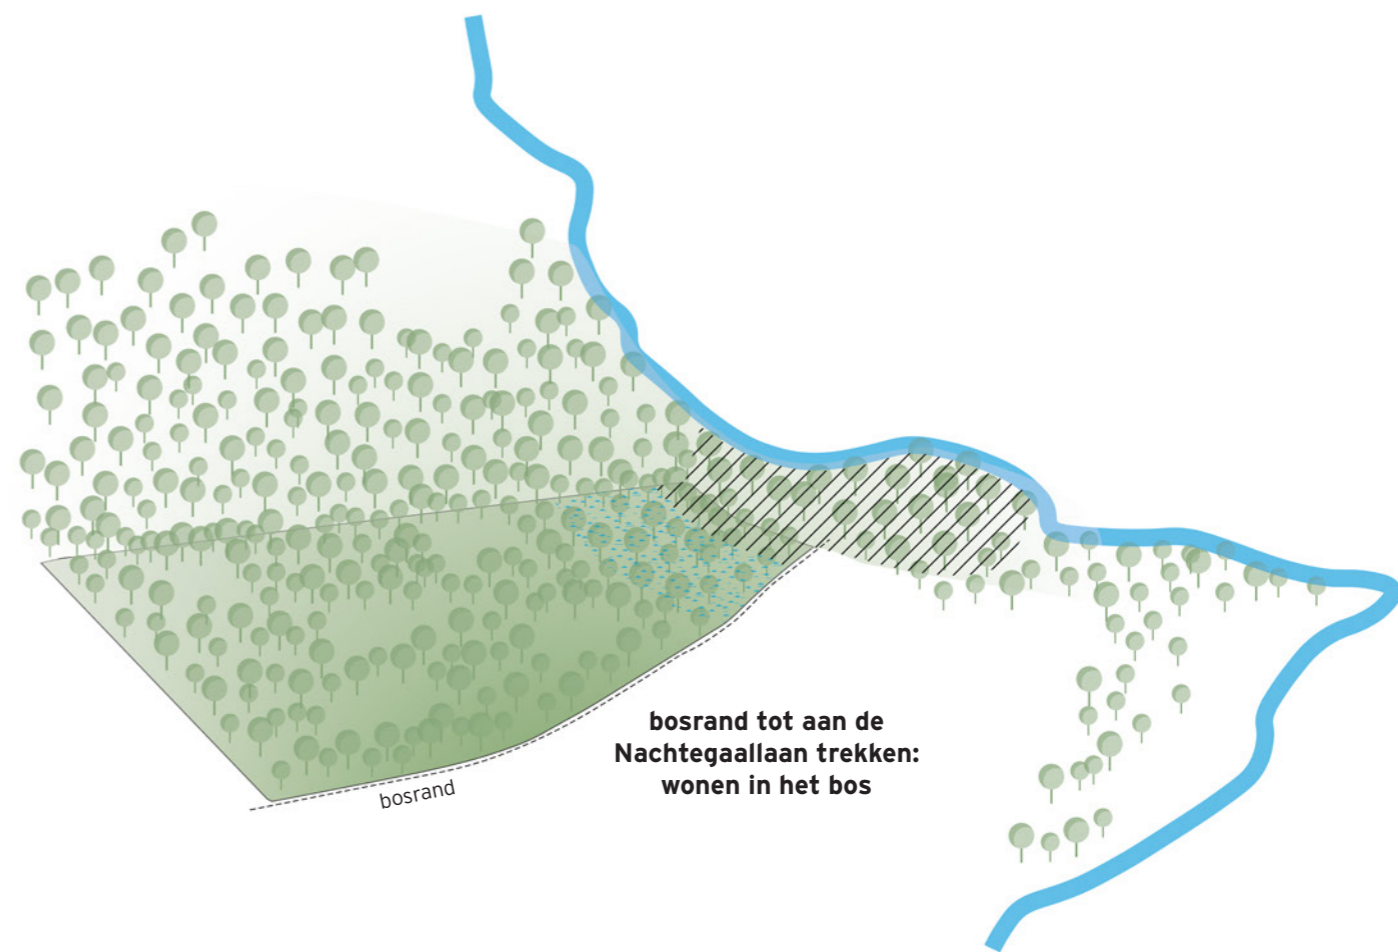 bosrand tot aan de
Nachtegaallaan trekken:
wonen in het bos
bosrand